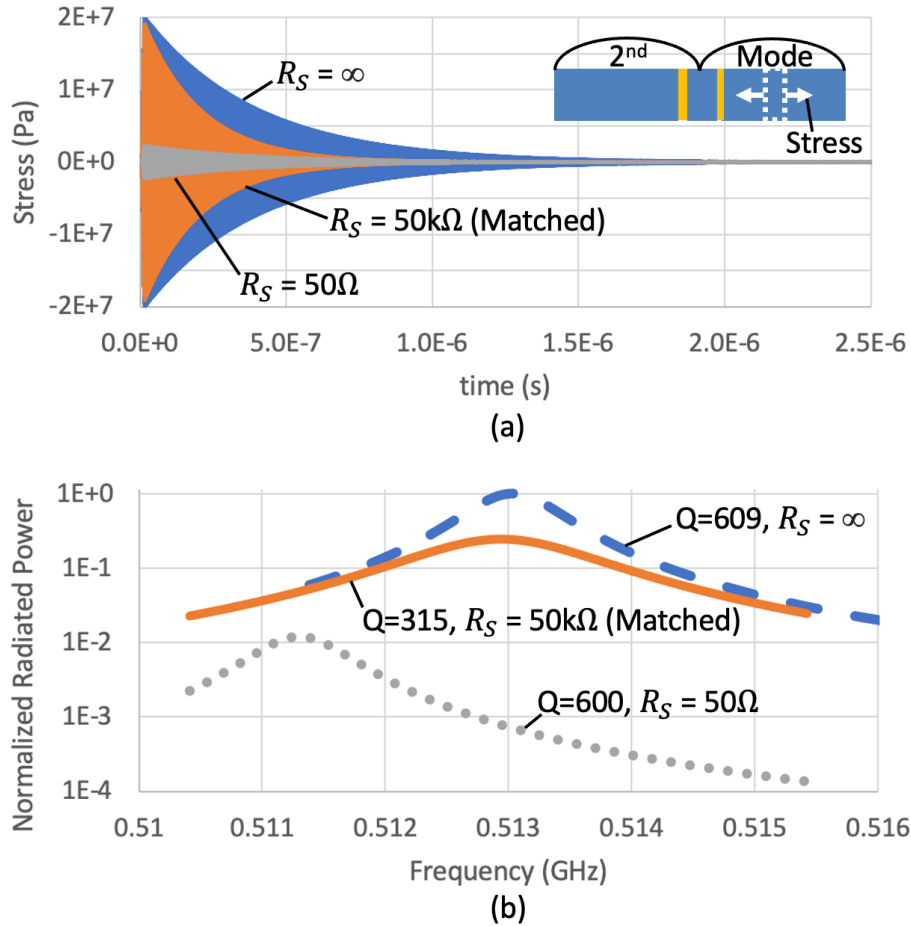 2E+7
1E+7
0E+0
-1E+7
-2E+7
Stress (Pa)
R_S = ∞
2nd
Mode
Stress
R_S = 50kΩ (Matched)
R_S = 50Ω
0.0E+0 5.0E-7 1.0E-6 1.5E-6 2.0E-6 2.5E-6
time (s)
(a)
Normalized Radiated Power
1E+0
1E-1
1E-2
1E-3
1E-4
Q=609, R_S = ∞
Q=315, R_S = 50kΩ (Matched)
Q=600, R_S = 50Ω
0.51 0.511 0.512 0.513 0.514 0.515 0.516
Frequency (GHz)
(b)